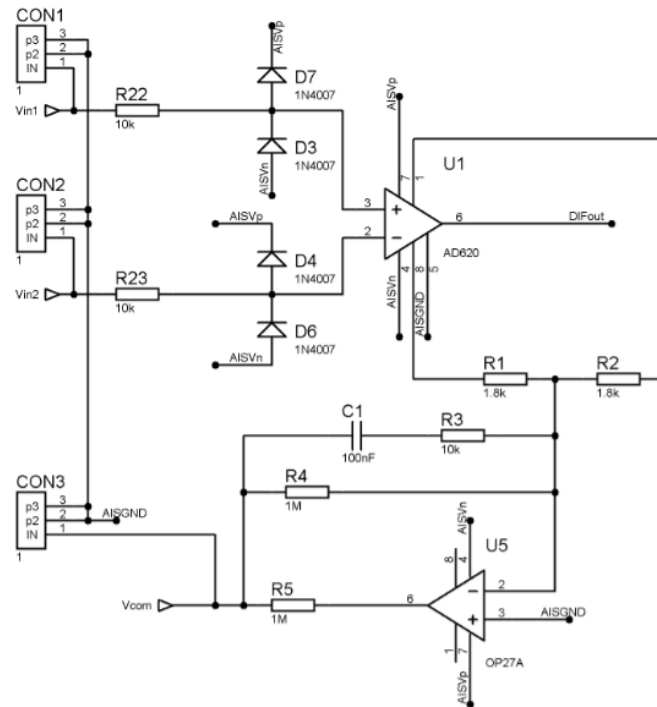 CON1
p3 3
p2 2
IN 1
1
Vin1
R22
10k
AISVp
D7
1N4007
D3
1N4007
AISVn
CON2
p3 3
p2 2
IN 1
1
Vin2
R23
10k
AISVp
D4
1N4007
D6
1N4007
AISVn
AISVp
U1
7
1
3
+
2
−
6
DIFout
AD620
4
8
5
AISVn
AISGND
R1
1.8k
R2
1.8k
C1
100nF
R3
10k
R4
1M
CON3
p3 3
p2 2
IN 1
1
AISGND
Vcom
R5
1M
6
AISVn
U5
8
4
−
2
+
3
AISGND
1
7
OP27A
AISVp